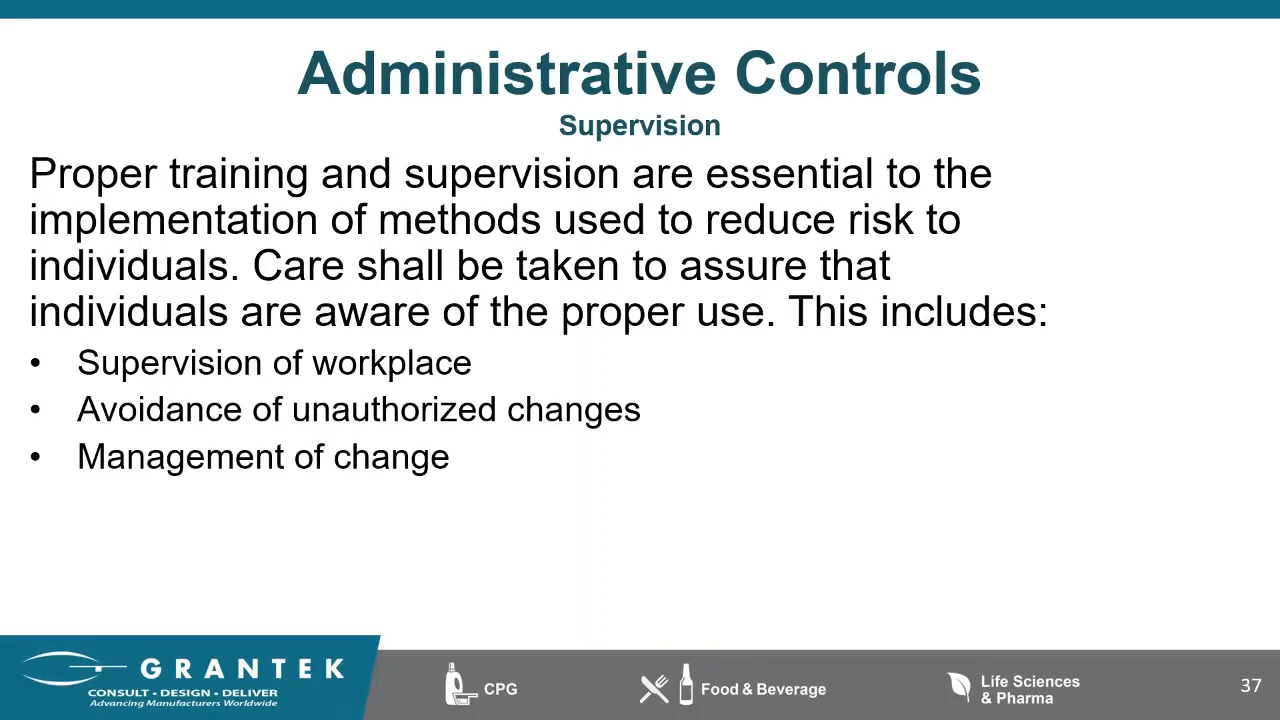 Administrative Controls
Supervision
Proper training and supervision are essential to the
implementation of methods used to reduce risk to
individuals. Care shall be taken to assure that
individuals are aware of the proper use. This includes:
• Supervision of workplace
• Avoidance of unauthorized changes
• Management of change
GRANTEK
CONSULT • DESIGN • DELIVER
Advancing Manufacturers Worldwide
CPG
Food & Beverage
Life Sciences
& Pharma
37